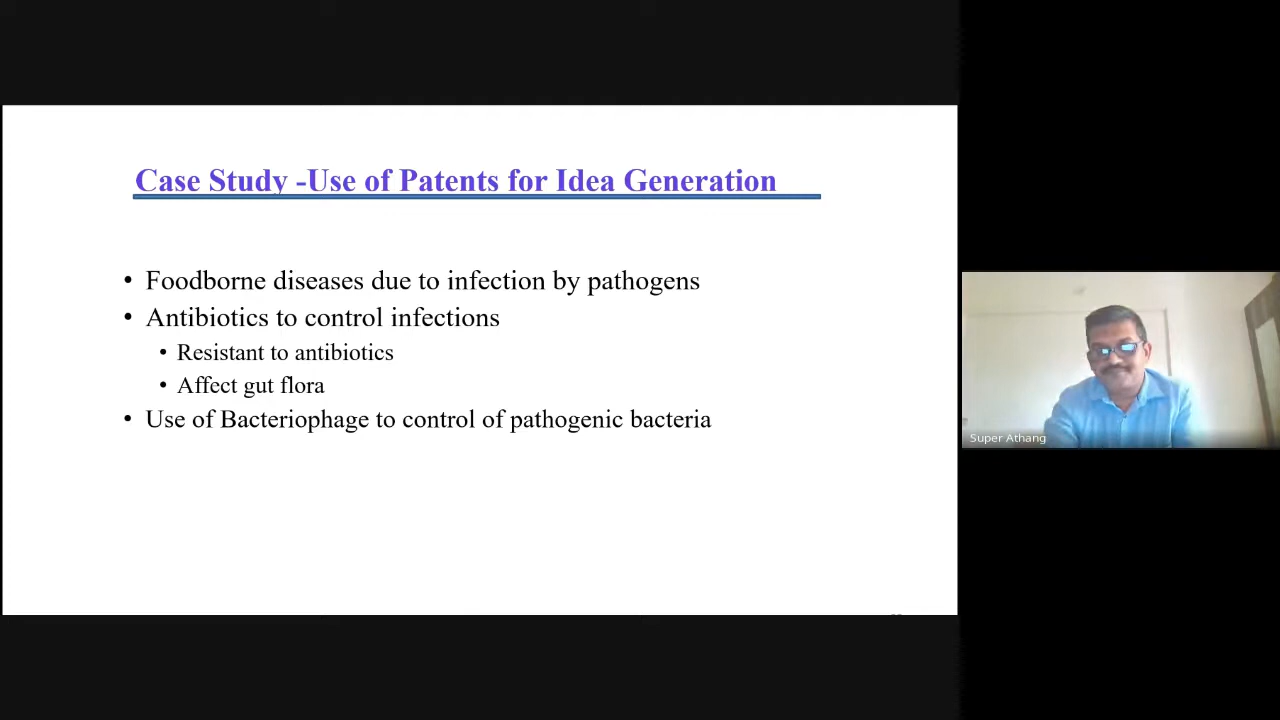 Case Study -Use of Patents for Idea Generation
• Foodborne diseases due to infection by pathogens
• Antibiotics to control infections
• Resistant to antibiotics
• Affect gut flora
• Use of Bacteriophage to control of pathogenic bacteria
Super Athang